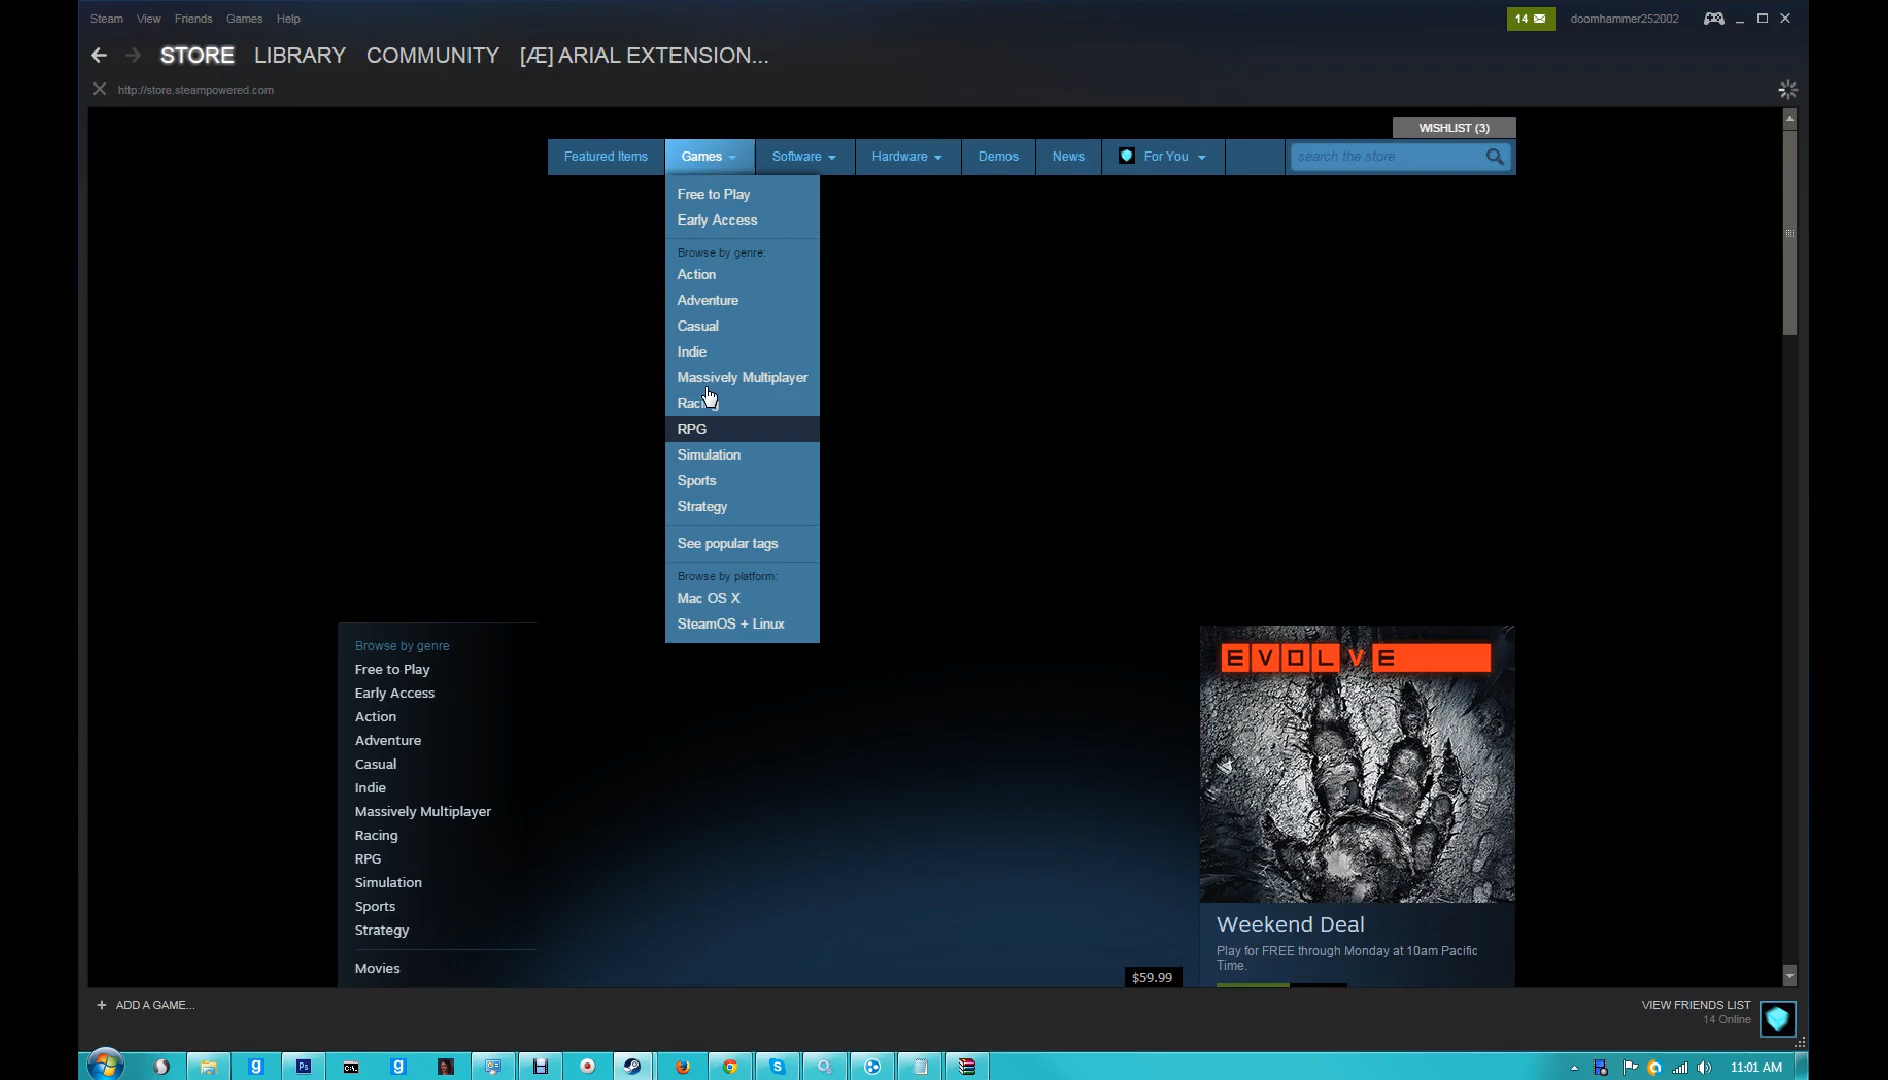 Steam View Friends Games Help
14 doomhammer252002
STORE LIBRARY COMMUNITY [Æ] ARIAL EXTENSION...
http://store.steampowered.com
WISHLIST (3)
Featured Items Games Software Hardware Demos News For You search the store
Free to Play
Early Access
Browse by genre:
Action
Adventure
Casual
Indie
Massively Multiplayer
Racing
RPG
Simulation
Sports
Strategy
See popular tags
Browse by platform:
Mac OS X
SteamOS + Linux
Browse by genre
Free to Play
Early Access
Action
Adventure
Casual
Indie
Massively Multiplayer
Racing
RPG
Simulation
Sports
Strategy
Movies
$59.99
EVOLVE
Weekend Deal
Play for FREE through Monday at 10am Pacific
Time.
+ ADD A GAME...
VIEW FRIENDS LIST
14 Online
g Ps C:\. g S
11:01 AM